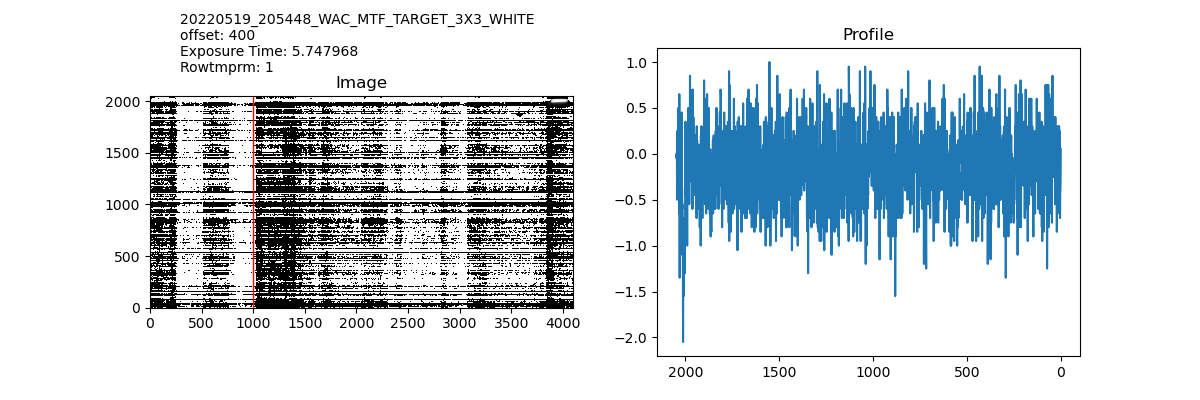 20220519_205448_WAC_MTF_TARGET_3X3_WHITE
offset: 400
Exposure Time: 5.747968
Rowtmprm: 1
Image
2000
1500
1000
500
0
0 500 1000 1500 2000 2500 3000 3500 4000
Profile
1.0
0.5
0.0
−0.5
−1.0
−1.5
−2.0
2000 1500 1000 500 0